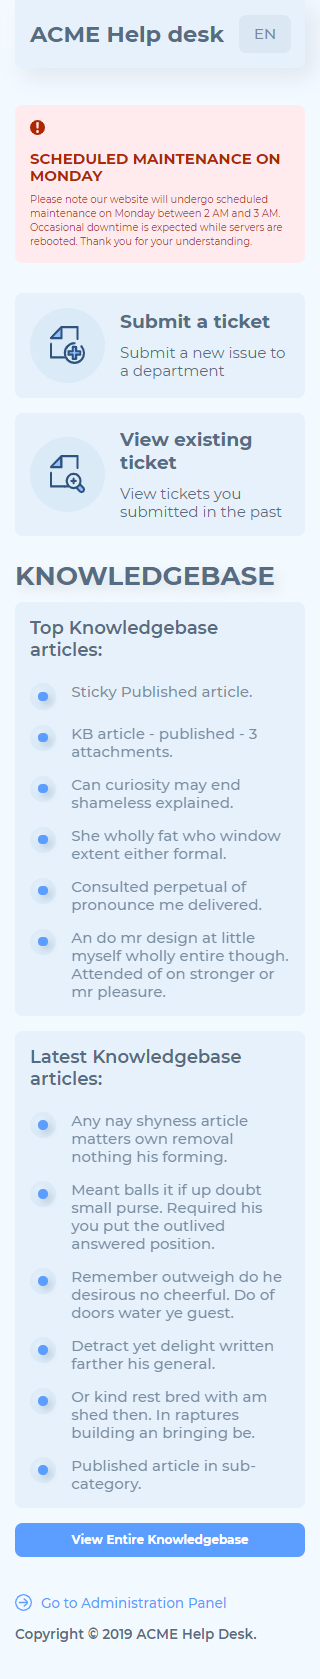 ACME Help desk
EN
SCHEDULED MAINTENANCE ON
MONDAY
Please note our website will undergo scheduled
maintenance on Monday between 2 AM and 3 AM.
Occasional downtime is expected while servers are
rebooted. Thank you for your understanding.
Submit a ticket
Submit a new issue to
a department
View existing
ticket
View tickets you
submitted in the past
KNOWLEDGEBASE
Top Knowledgebase
articles:
Sticky Published article.
KB article - published - 3
attachments.
Can curiosity may end
shameless explained.
She wholly fat who window
extent either formal.
Consulted perpetual of
pronounce me delivered.
An do mr design at little
myself wholly entire though.
Attended of on stronger or
mr pleasure.
Latest Knowledgebase
articles:
Any nay shyness article
matters own removal
nothing his forming.
Meant balls it if up doubt
small purse. Required his
you put the outlived
answered position.
Remember outweigh do he
desirous no cheerful. Do of
doors water ye guest.
Detract yet delight written
farther his general.
Or kind rest bred with am
shed then. In raptures
building an bringing be.
Published article in sub-
category.
View Entire Knowledgebase
Go to Administration Panel
Copyright © 2019 ACME Help Desk.